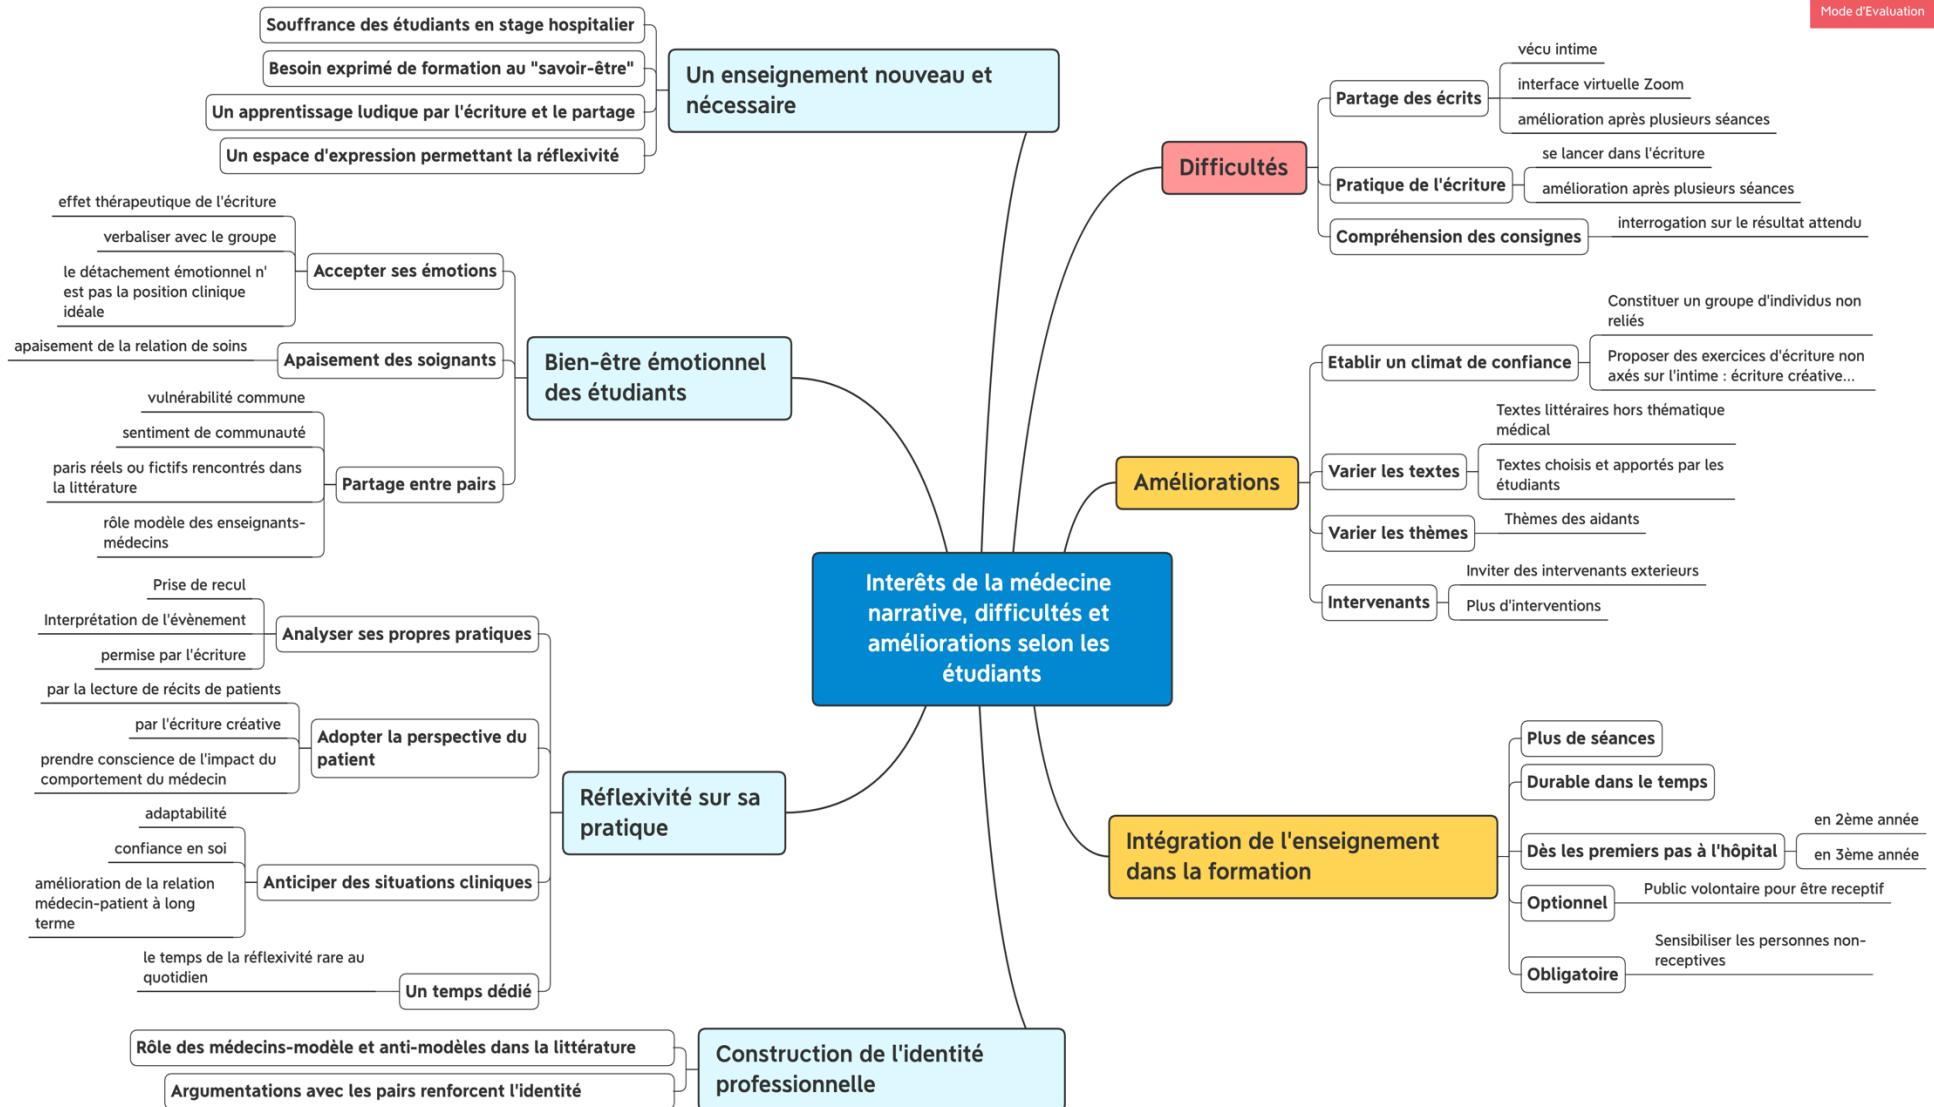 Mode d'Evaluation
Souffrance des étudiants en stage hospitalier
Besoin exprimé de formation au "savoir-être"
Un apprentissage ludique par l'écriture et le partage
Un espace d'expression permettant la réflexivité
Un enseignement nouveau et
nécessaire
effet thérapeutique de l'écriture
verbaliser avec le groupe
le détachement émotionnel n'
est pas la position clinique
idéale
Accepter ses émotions
apaisement de la relation de soins
Apaisement des soignants
vulnérabilité commune
sentiment de communauté
paris réels ou fictifs rencontrés dans
la littérature
rôle modèle des enseignants-
médecins
Partage entre pairs
Bien-être émotionnel
des étudiants
Prise de recul
Interprétation de l'évènement
permise par l'écriture
Analyser ses propres pratiques
par la lecture de récits de patients
par l'écriture créative
prendre conscience de l'impact du
comportement du médecin
Adopter la perspective du
patient
adaptabilité
confiance en soi
amélioration de la relation
médecin-patient à long
terme
Anticiper des situations cliniques
le temps de la réflexivité rare au
quotidien
Un temps dédié
Réflexivité sur sa
pratique
Rôle des médecins-modèle et anti-modèles dans la littérature
Argumentations avec les pairs renforcent l'identité
Construction de l'identité
professionnelle
Interêts de la médecine
narrative, difficultés et
améliorations selon les
étudiants
Difficultés
Partage des écrits
vécu intime
interface virtuelle Zoom
amélioration après plusieurs séances
Pratique de l'écriture
se lancer dans l'écriture
amélioration après plusieurs séances
Compréhension des consignes
interrogation sur le résultat attendu
Améliorations
Etablir un climat de confiance
Constituer un groupe d'individus non
reliés
Proposer des exercices d'écriture non
axés sur l'intime : écriture créative...
Varier les textes
Textes littéraires hors thématique
médical
Textes choisis et apportés par les
étudiants
Varier les thèmes
Thèmes des aidants
Intervenants
Inviter des intervenants exterieurs
Plus d'interventions
Intégration de l'enseignement
dans la formation
Plus de séances
Durable dans le temps
Dès les premiers pas à l'hôpital
en 2ème année
en 3ème année
Optionnel
Public volontaire pour être receptif
Obligatoire
Sensibiliser les personnes non-
receptives